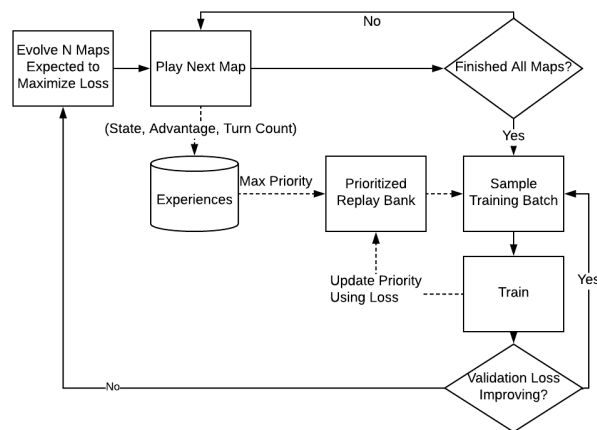 No
Evolve N Maps
Expected to
Maximize Loss
Play Next Map
Finished All Maps?
(State, Advantage, Turn Count)
Yes
Experiences
Max Priority
Prioritized
Replay Bank
Sample
Training Batch
Update Priority
Using Loss
Train
Yes
Validation Loss
Improving?
No